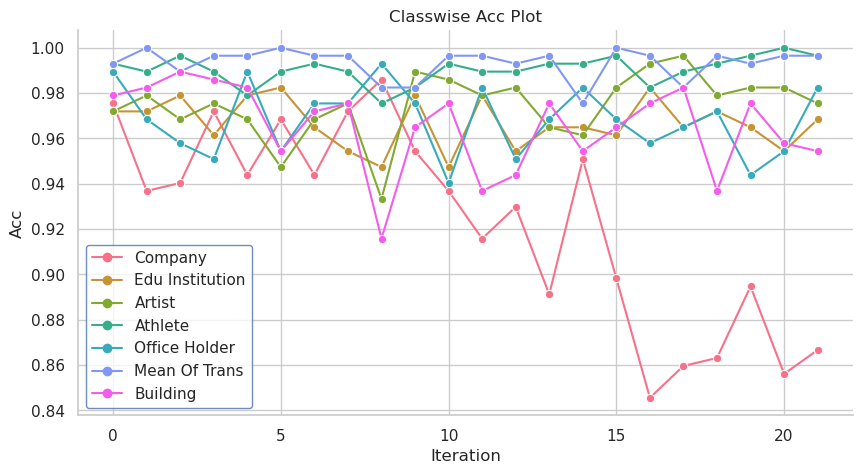 Classwise Acc Plot
Acc
1.00
0.98
0.96
0.94
0.92
0.90
0.88
0.86
0.84
Company
Edu Institution
Artist
Athlete
Office Holder
Mean Of Trans
Building
0 5 10 15 20
Iteration